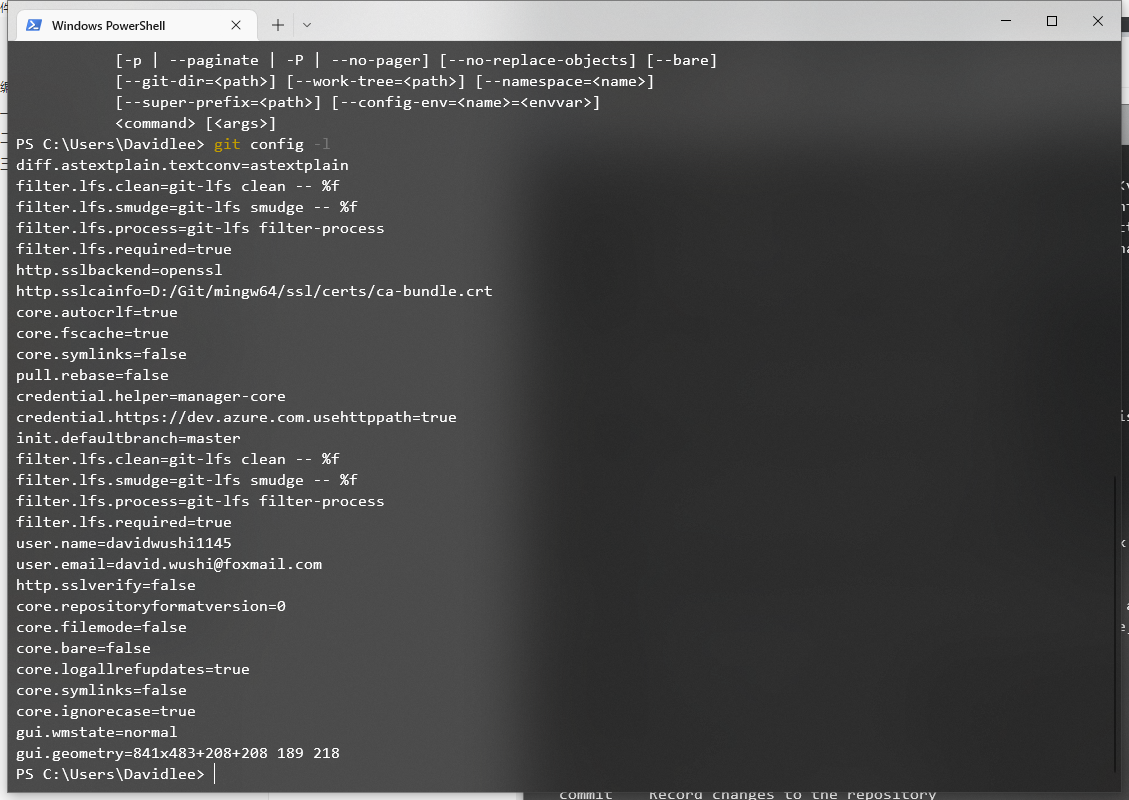 Windows PowerShell
[-p | --paginate | -P | --no-pager] [--no-replace-objects] [--bare]
[--git-dir=<path>] [--work-tree=<path>] [--namespace=<name>]
[--super-prefix=<path>] [--config-env=<name>=<envvar>]
<command> [<args>]
PS C:\Users\Davidlee> git config -l
diff.astextplain.textconv=astextplain
filter.lfs.clean=git-lfs clean -- %f
filter.lfs.smudge=git-lfs smudge -- %f
filter.lfs.process=git-lfs filter-process
filter.lfs.required=true
http.sslbackend=openssl
http.sslcainfo=D:/Git/mingw64/ssl/certs/ca-bundle.crt
core.autocrlf=true
core.fscache=true
core.symlinks=false
pull.rebase=false
credential.helper=manager-core
credential.https://dev.azure.com.usehttppath=true
init.defaultbranch=master
filter.lfs.clean=git-lfs clean -- %f
filter.lfs.smudge=git-lfs smudge -- %f
filter.lfs.process=git-lfs filter-process
filter.lfs.required=true
user.name=davidwushi1145
user.email=david.wushi@foxmail.com
http.sslverify=false
core.repositoryformatversion=0
core.filemode=false
core.bare=false
core.logallrefupdates=true
core.symlinks=false
core.ignorecase=true
gui.wmstate=normal
gui.geometry=841x483+208+208 189 218
PS C:\Users\Davidlee>
commit Record changes to the repository